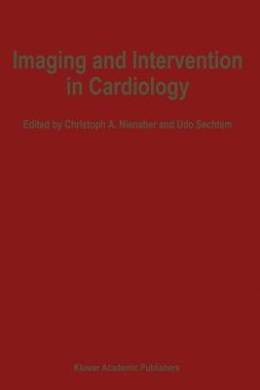 Imaging and Intervention
in Cardiology
Edited by Christoph A. Nienaber and Udo Sechtem
Kluwer Academic Publishers